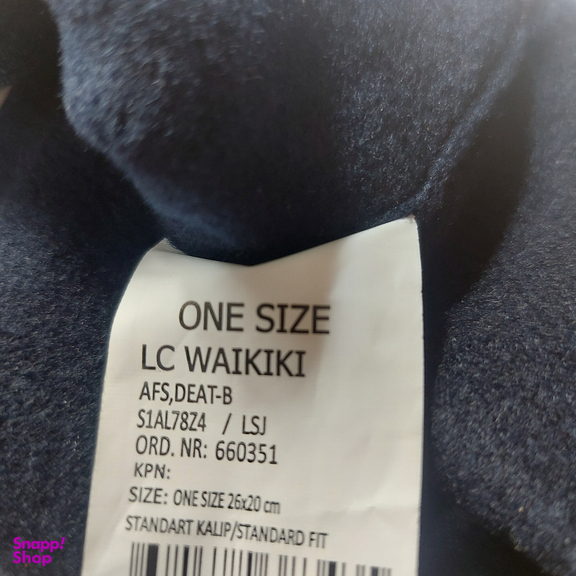 ONE SIZE
LC WAIKIKI
AFS,DEAT-B
S1AL78Z4 / LSJ
ORD. NR: 660351
KPN:
SIZE: ONE SIZE 26x20 cm
STANDART KALIP/STANDARD FIT
Snapp!
Shop